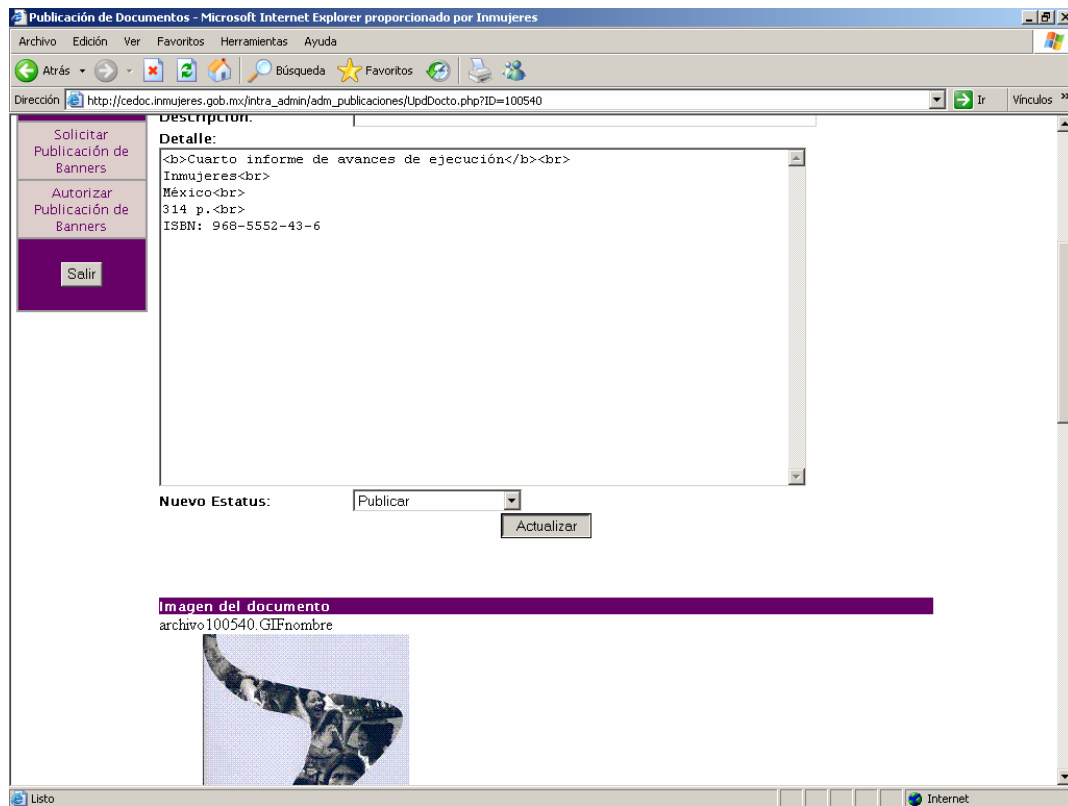 Publicación de Documentos - Microsoft Internet Explorer proporcionado por Inmujeres
Archivo Edición Ver Favoritos Herramientas Ayuda
Atrás Búsqueda Favoritos
Dirección http://cedoc.inmujeres.gob.mx/intra_admin/adm_publicaciones/UpdDocto.php?ID=100540 Ir Vínculos »
Descripción:
Solicitar
Publicación de
Banners
Autorizar
Publicación de
Banners
Salir
Detalle:
<b>Cuarto informe de avances de ejecución</b><br>
Inmujeres<br>
México<br>
314 p.<br>
ISBN: 968-5552-43-6
Nuevo Estatus: Publicar
Actualizar
Imagen del documento
archivo100540.GIFnombre
Listo Internet